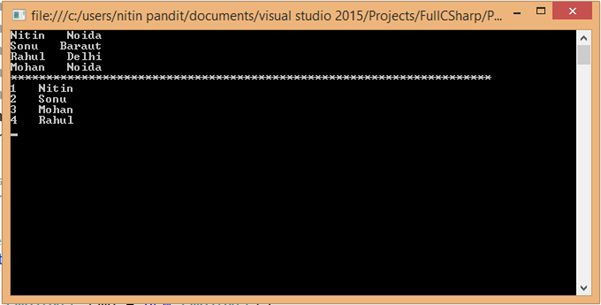 file:///c:/users/nitin pandit/documents/visual studio 2015/Projects/FullCSharp/P...
Nitin   Noida
Sonu   Baraut
Rahul   Delhi
Mohan   Noida
********************************************************************
1   Nitin
2   Sonu
3   Mohan
4   Rahul